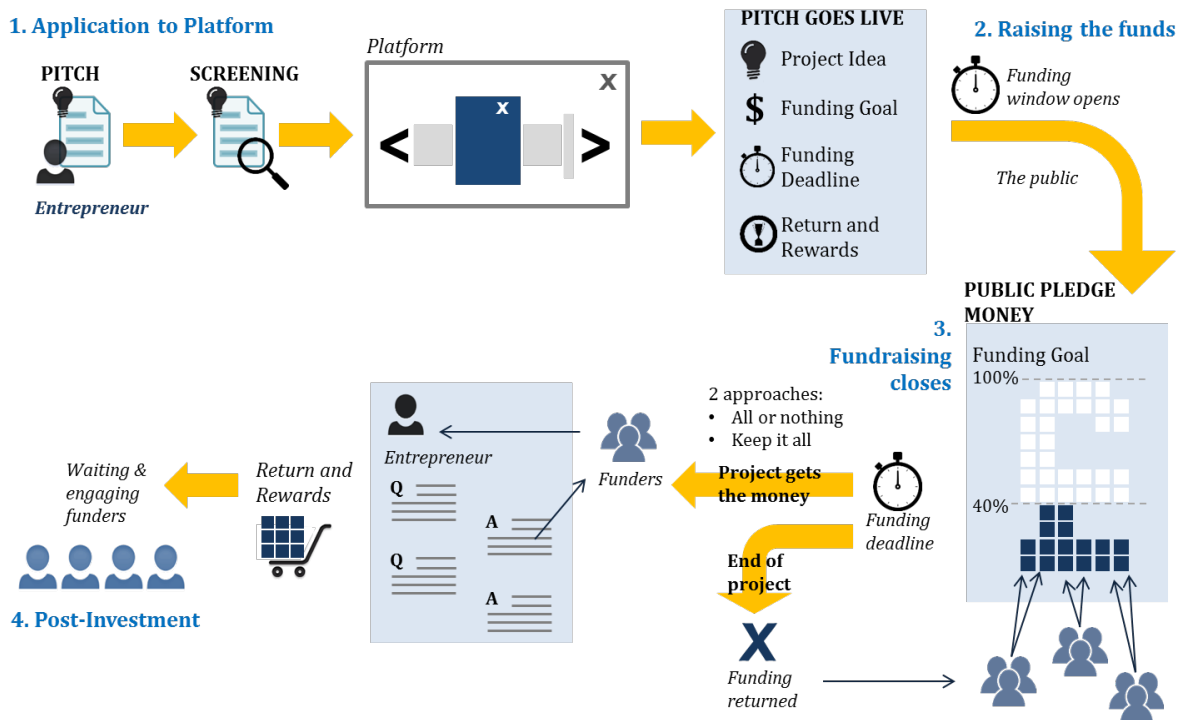 1. Application to Platform
PITCH
SCREENING
Entrepreneur
Platform
X
X
<
>
PITCH GOES LIVE
Project Idea
$
Funding Goal
Funding
Deadline
Return and
Rewards
2. Raising the funds
Funding
window opens
The public
PUBLIC PLEDGE
MONEY
3.
Fundraising
closes
Funding Goal
100%
40%
2 approaches:
• All or nothing
• Keep it all
Project gets
the money
Funding
deadline
End of
project
X
Funding
returned
Funders
Entrepreneur
Q
A
Q
A
Return and
Rewards
Waiting &
engaging
funders
4. Post-Investment